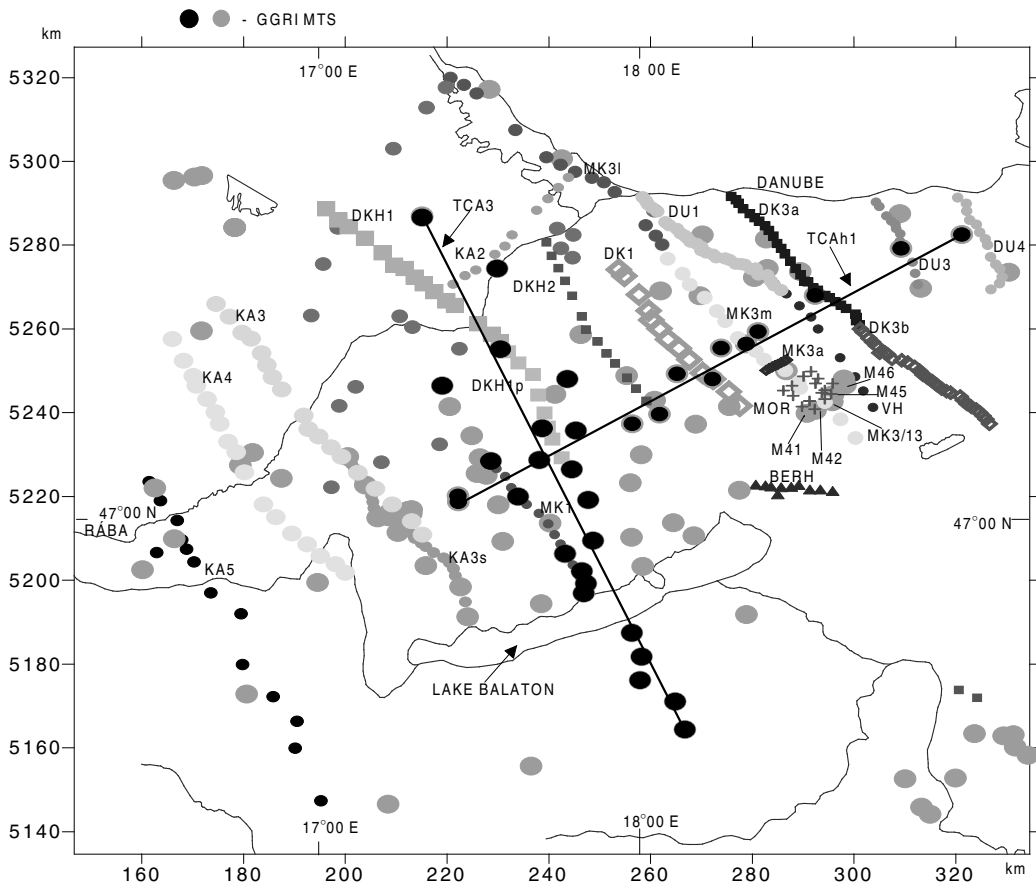 - GGRI MTS
km
17°00 E
18 00 E
5320
5300
5280
5260
5240
5220
5200
5180
5160
5140
MK3l
DANUBE
DKH1
TCA3
DU1
DK3a
TCAh1
KA2
DK1
DU3
DU4
DKH2
KA3
MK3m
DK3b
MK3a
KA4
DKH1p
M46
M45
MOR
VH
MK3/13
M41
M42
BERH
47°00 N
RÁBA
MK1
47°00 N
KA3s
KA5
LAKE BALATON
17°00 E
18°00 E
160
180
200
220
240
260
280
300
320
km